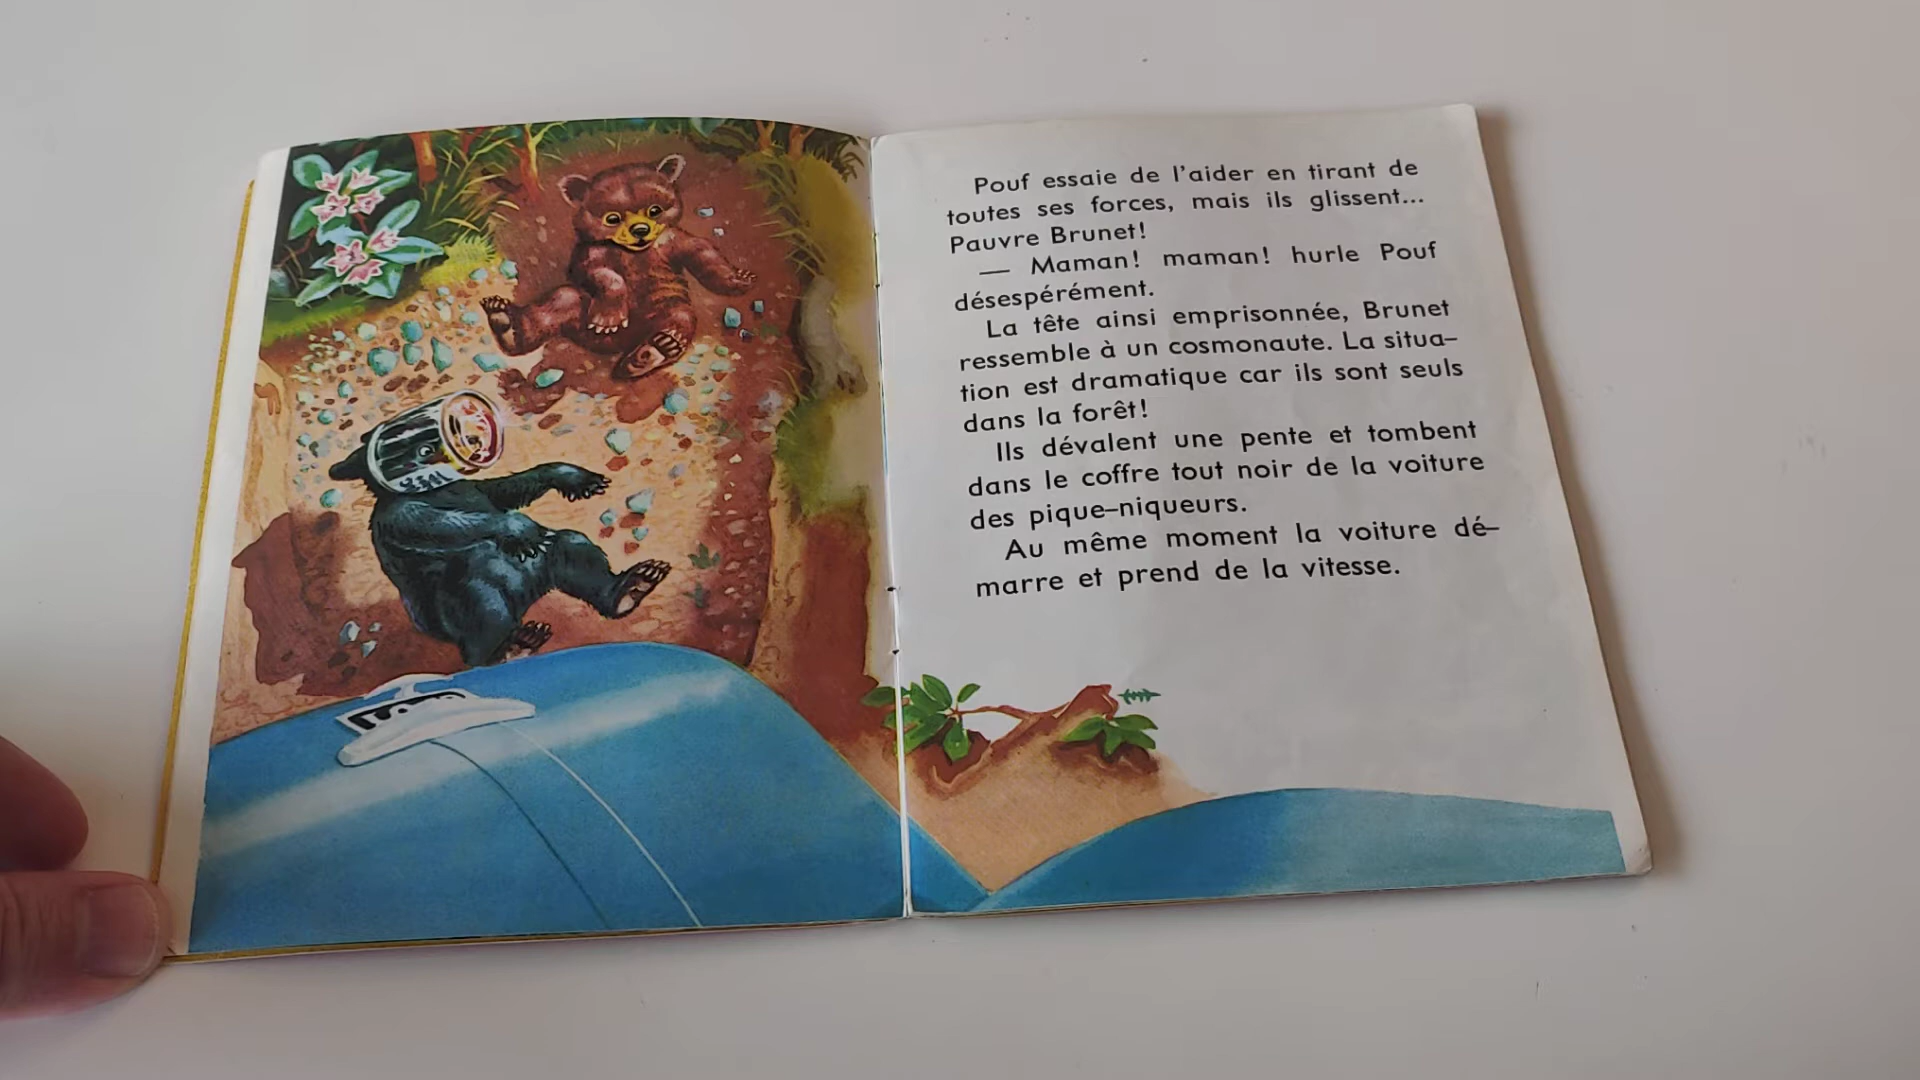 Pouf essaie de l'aider en tirant de
toutes ses forces, mais ils glissent...
Pauvre Brunet!
— Maman! maman! hurle Pouf
désespérément.
La tête ainsi emprisonnée, Brunet
ressemble à un cosmonaute. La situa–
tion est dramatique car ils sont seuls
dans la forêt!
Ils dévalent une pente et tombent
dans le coffre tout noir de la voiture
des pique–niqueurs.
Au même moment la voiture dé–
marre et prend de la vitesse.